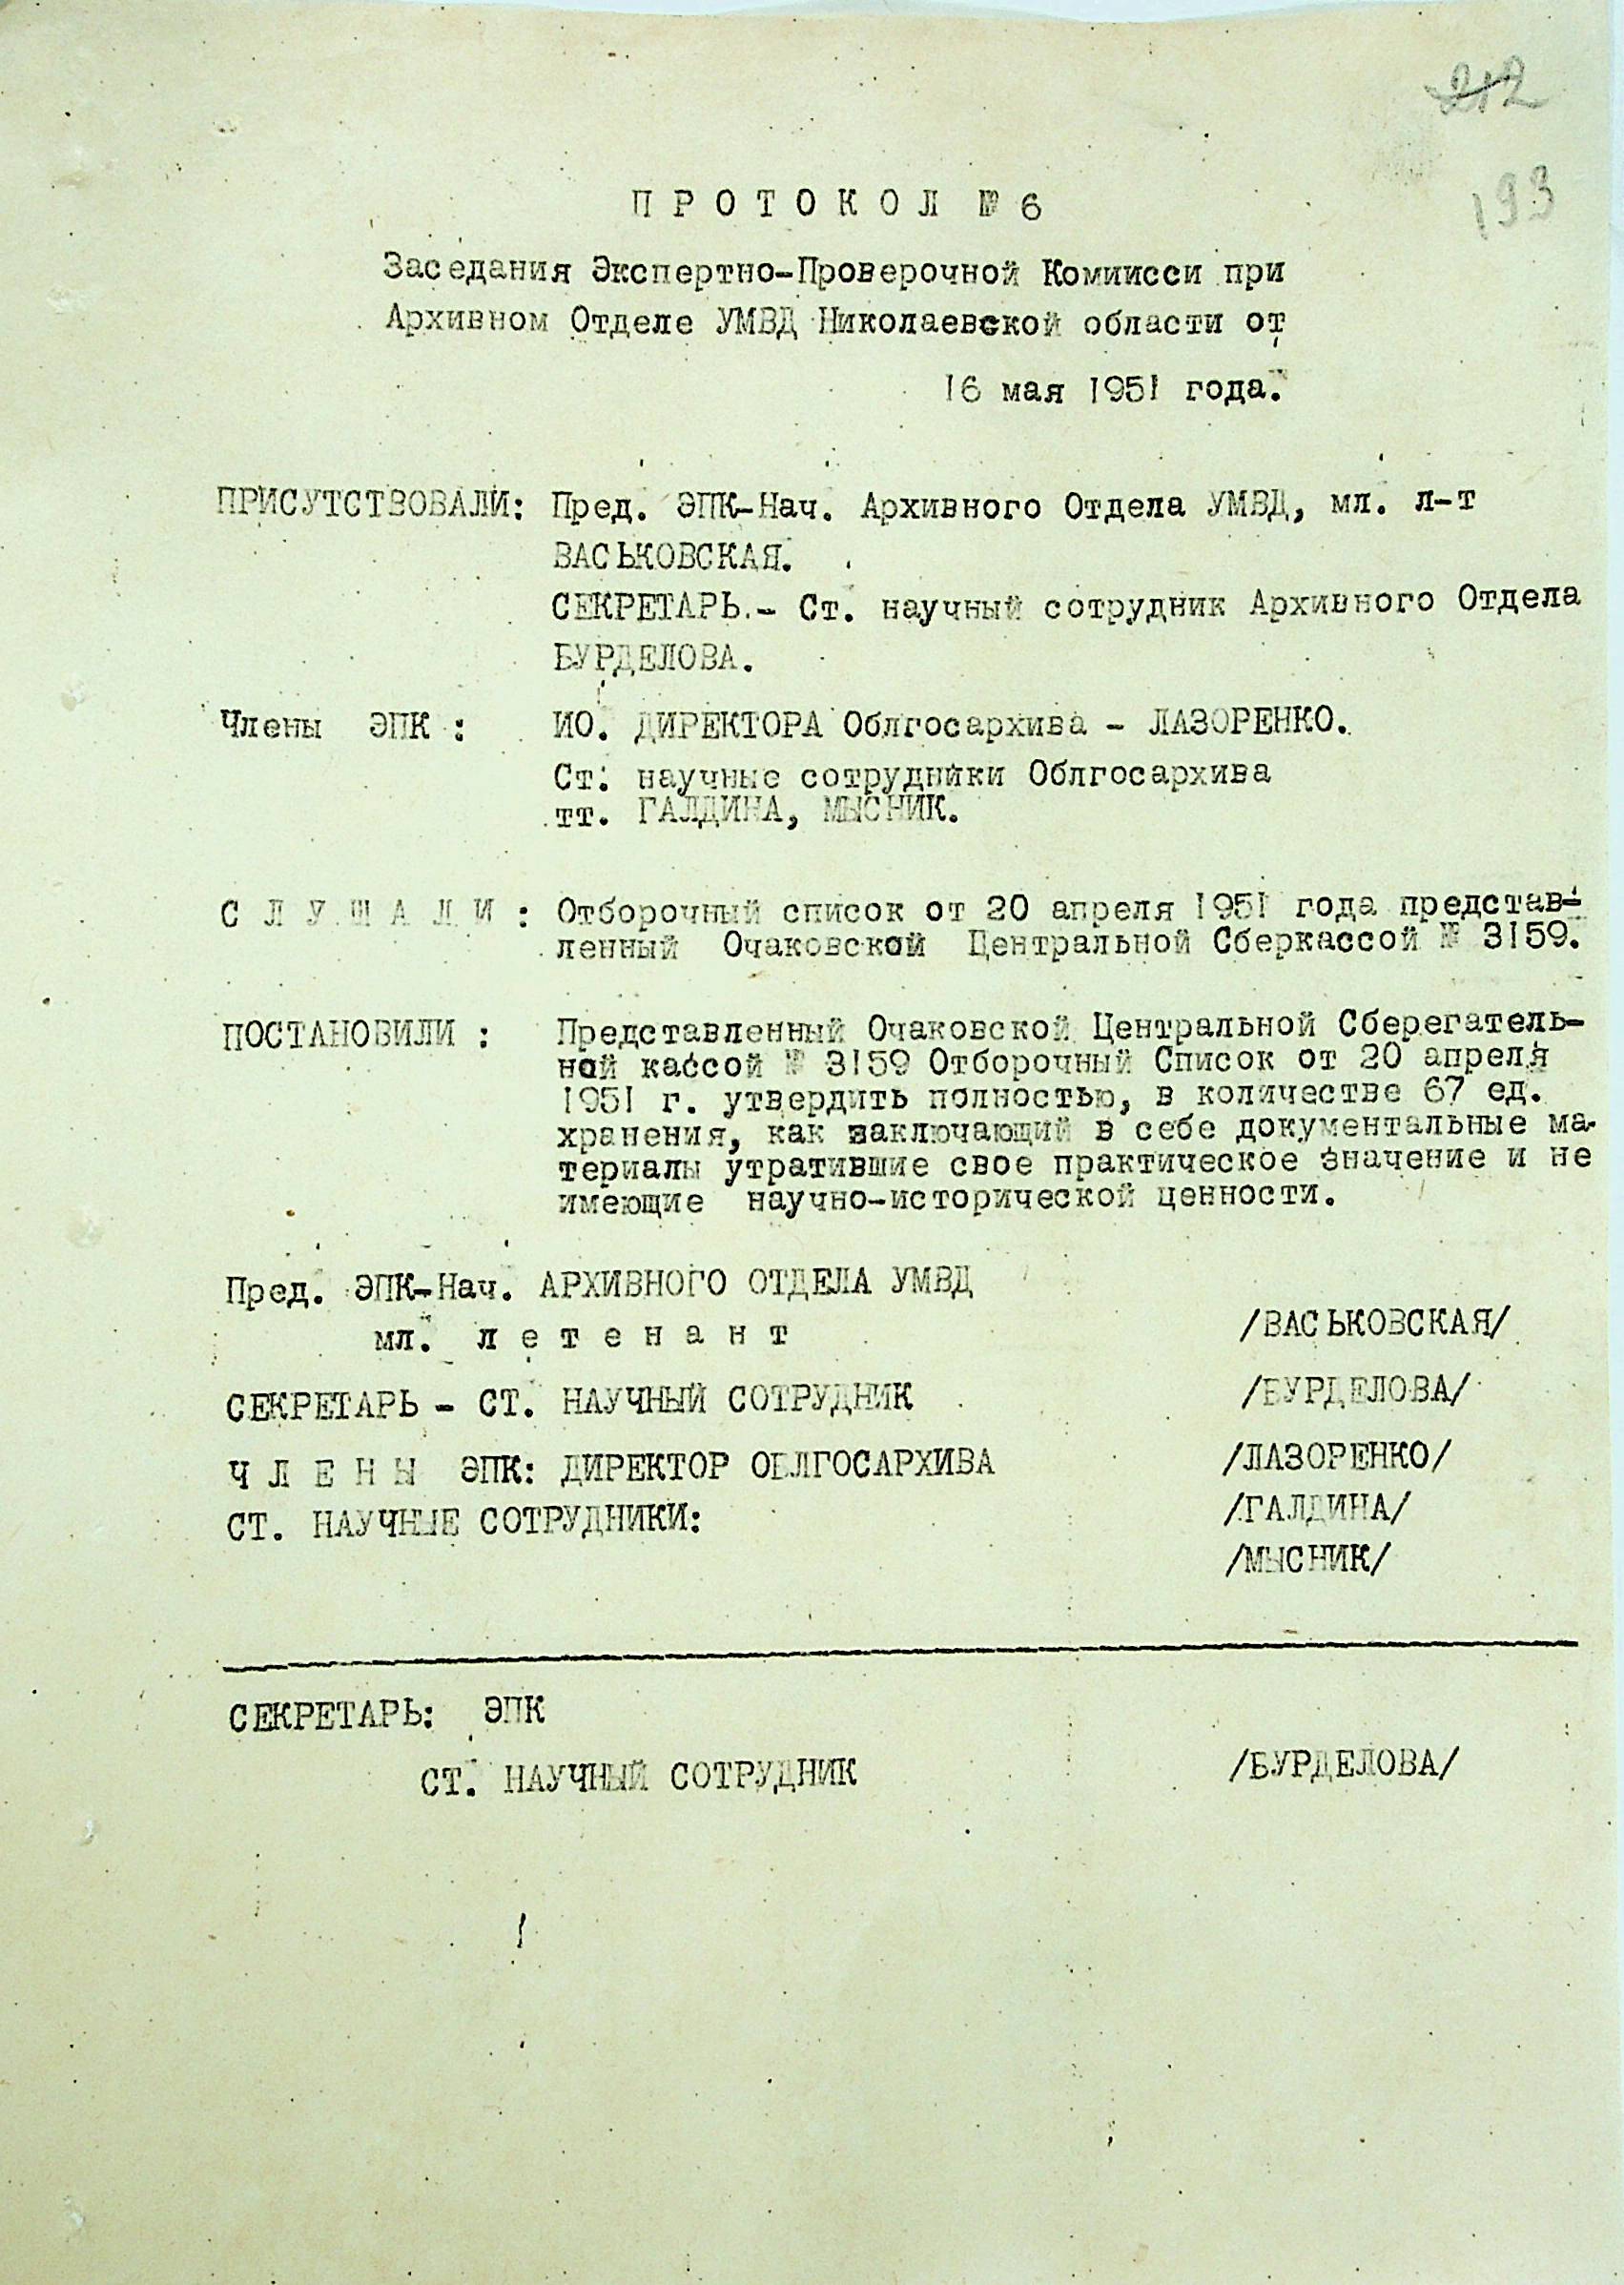 212
193
П Р О Т О К О Л № 6
Заседания Экспертно-Проверочной Комиисси при
Архивном Отделе УМВД Николаевской области от
16 мая 1951 года.
ПРИСУТСТВОВАЛИ: Пред. ЭПК-Нач. Архивного Отдела УМВД, мл. л-т
ВАСЬКОВСКАЯ.
СЕКРЕТАРЬ.- Ст. научный сотрудник Архивного Отдела
БУРДЕЛОВА.
Члены ЭПК : ИО. ДИРЕКТОРА Облгосархива - ЛАЗОРЕНКО.
Ст. научные сотрудники Облгосархива
тт. ГАЛДИНА, МЫСНИК.
С Л У Ш А Л И : Отборочный список от 20 апреля 1951 года представ-
ленный Очаковской Центральной Сберкассой № 3159.
ПОСТАНОВИЛИ : Представленный Очаковской Центральной Сберегатель-
ной кассой № 3159 Отборочный Список от 20 апреля
1951 г. утвердить полностью, в количестве 67 ед.
хранения, как заключающий в себе документальные ма-
териалы утратившие свое практическое значение и не
имеющие научно-исторической ценности.
Пред. ЭПК-Нач. АРХИВНОГО ОТДЕЛА УМВД
мл. л е т е н а н т /ВАСЬКОВСКАЯ/
СЕКРЕТАРЬ - СТ. НАУЧНЫЙ СОТРУДНИК /БУРДЕЛОВА/
Ч Л Е Н Ы ЭПК: ДИРЕКТОР ОБЛГОСАРХИВА /ЛАЗОРЕНКО/
СТ. НАУЧНЫЕ СОТРУДНИКИ: /ГАЛДИНА/
/МЫСНИК/
СЕКРЕТАРЬ: ЭПК
СТ. НАУЧНЫЙ СОТРУДНИК /БУРДЕЛОВА/